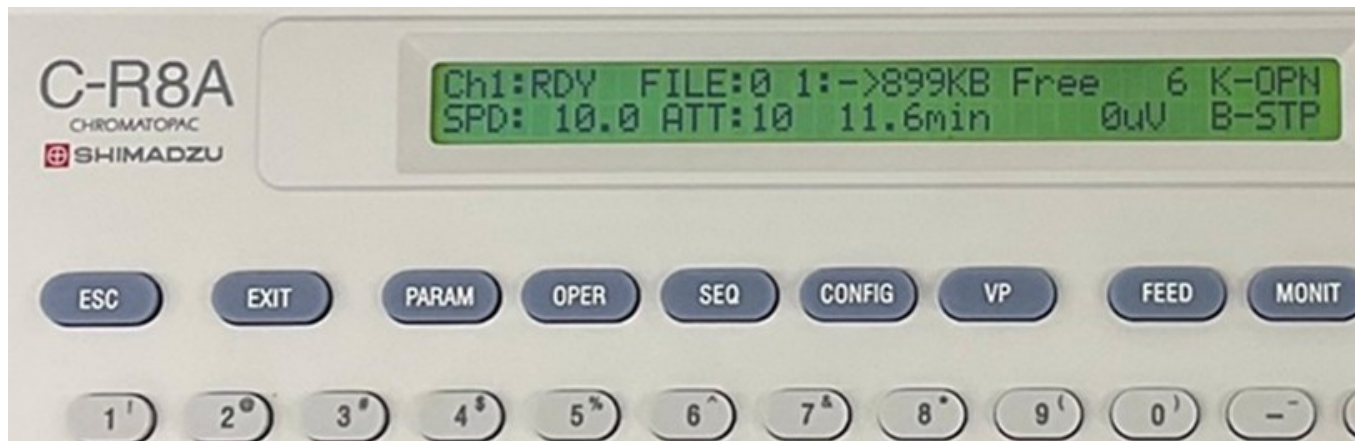 C-R8A
CHROMATOPAC
SHIMADZU
Ch1:RDY FILE:0 1:->899KB Free 6 K-OPN
SPD: 10.0 ATT:10 11.6min 0uV B-STP
ESC EXIT PARAM OPER SEQ CONFIG VP FEED MONIT
1 ! 2 @ 3 # 4 $ 5 % 6 ^ 7 & 8 * 9 ( 0 ) – -